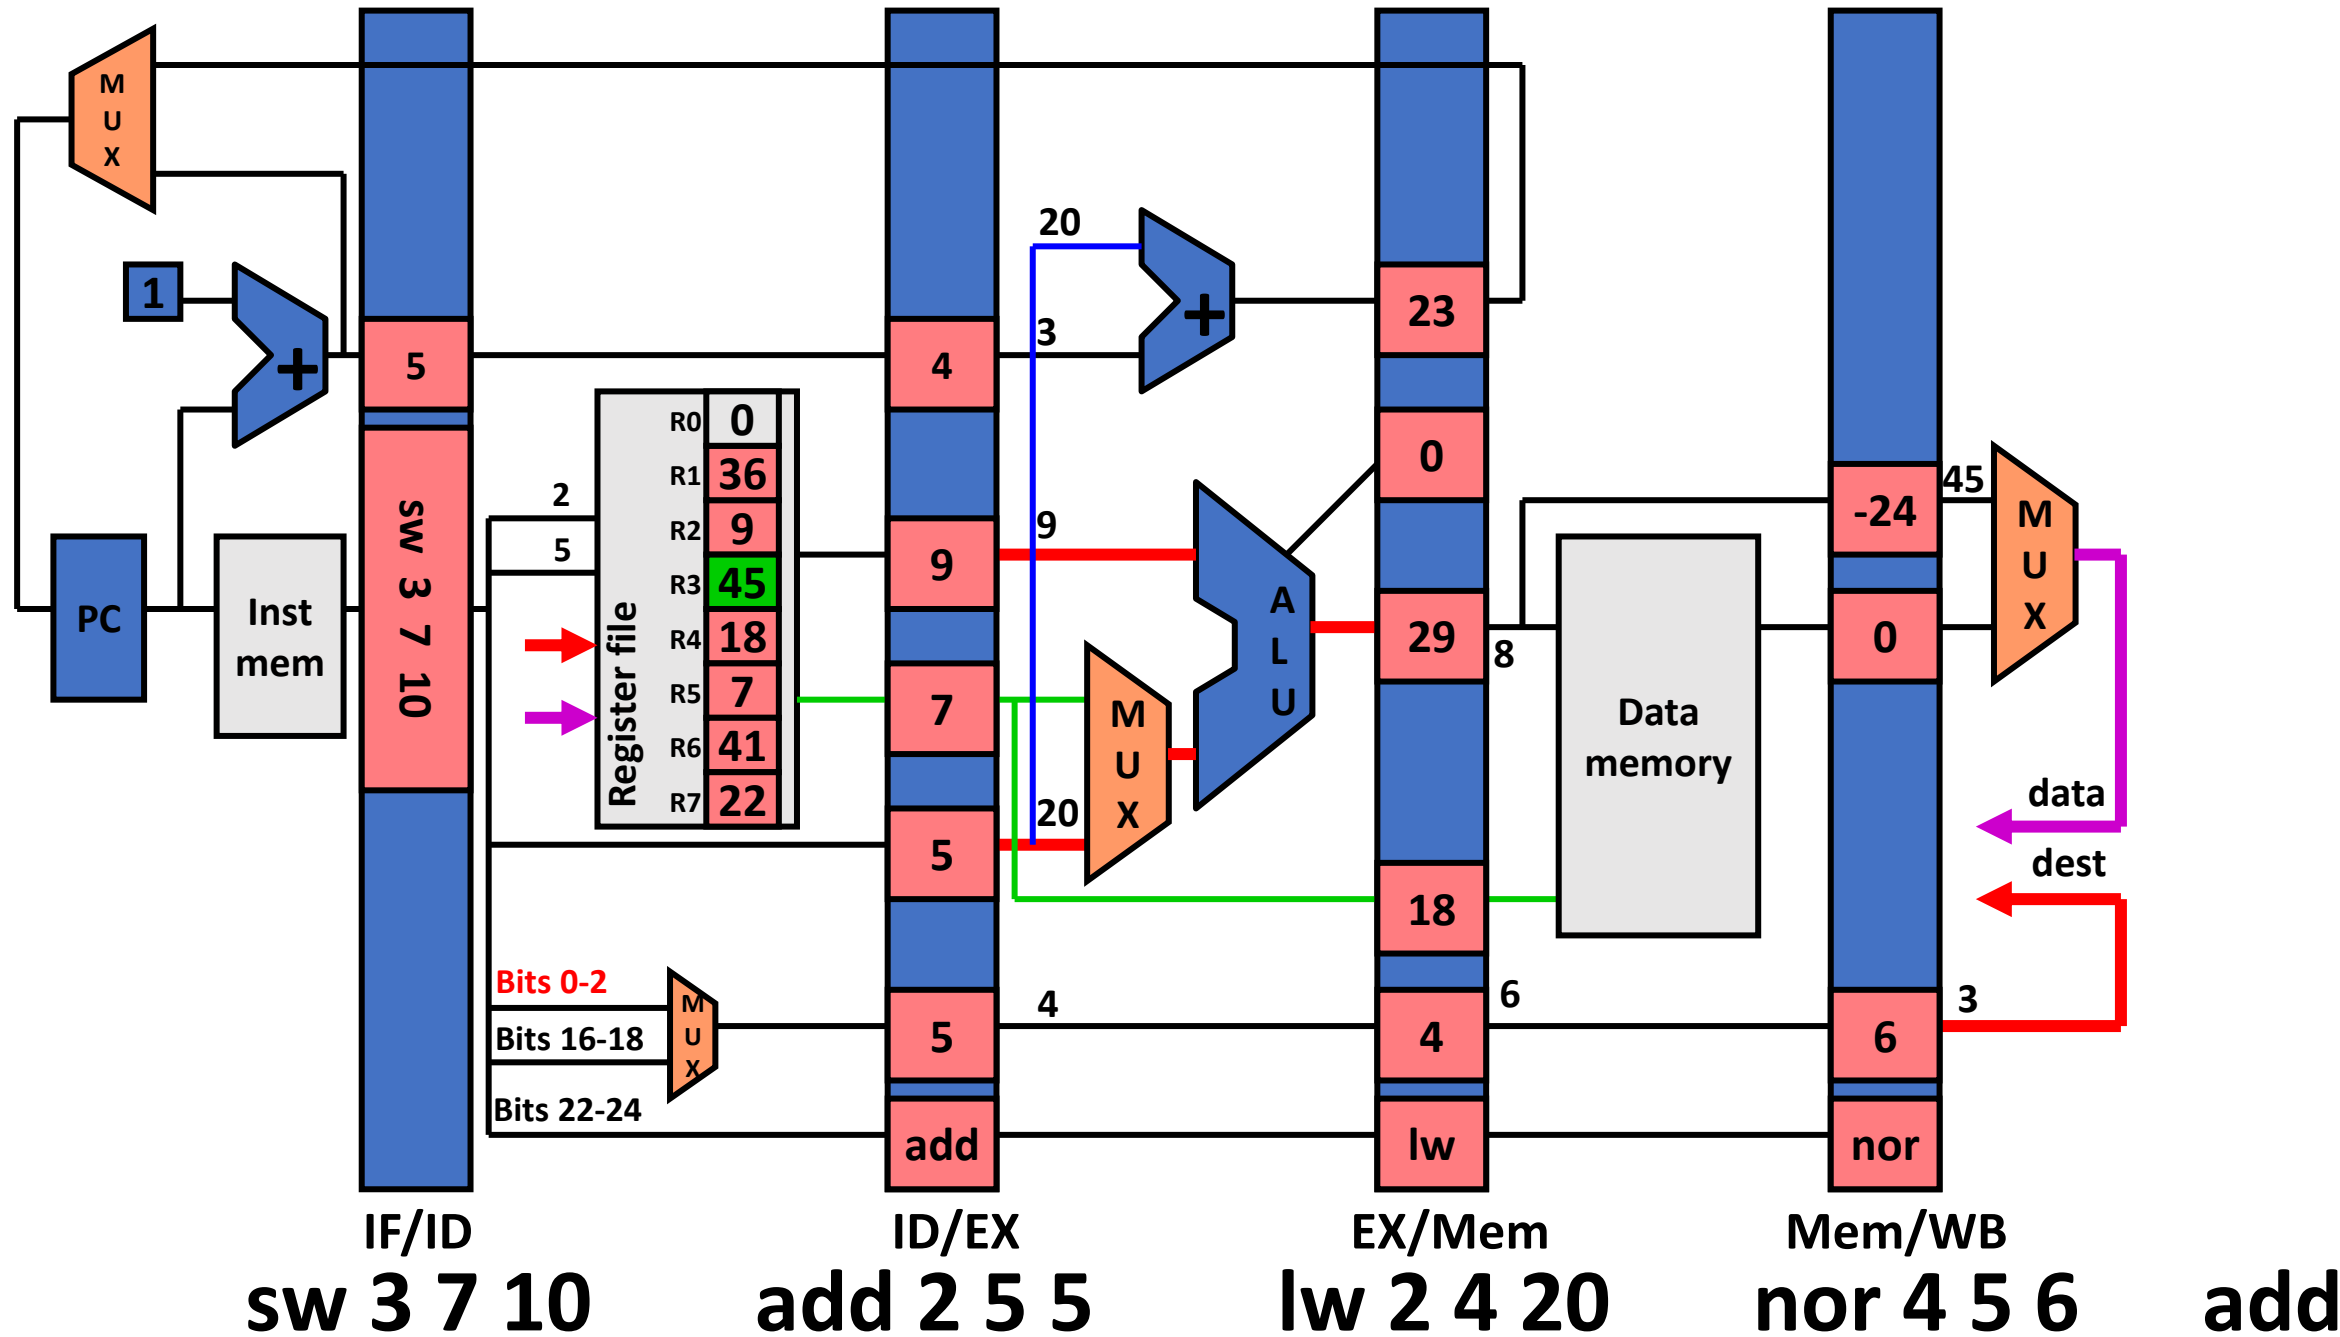 M
U
X
20
1
23
+
3
+
5
4
R0 0
0
R1 36
45
sw 3 7 10
2
R2 9
9
9
-24
M
U
X
5
R3 45
A
L
U
PC
Inst
mem
Register file
R4 18
29
8
0
R5 7
7
M
U
X
Data
memory
R6 41
R7 22
20
data
5
dest
18
Bits 0-2
M
U
X
4
6
3
Bits 16-18
5
4
6
Bits 22-24
add
lw
nor
IF/ID
ID/EX
EX/Mem
Mem/WB
sw 3 7 10
add 2 5 5
lw 2 4 20
nor 4 5 6
add